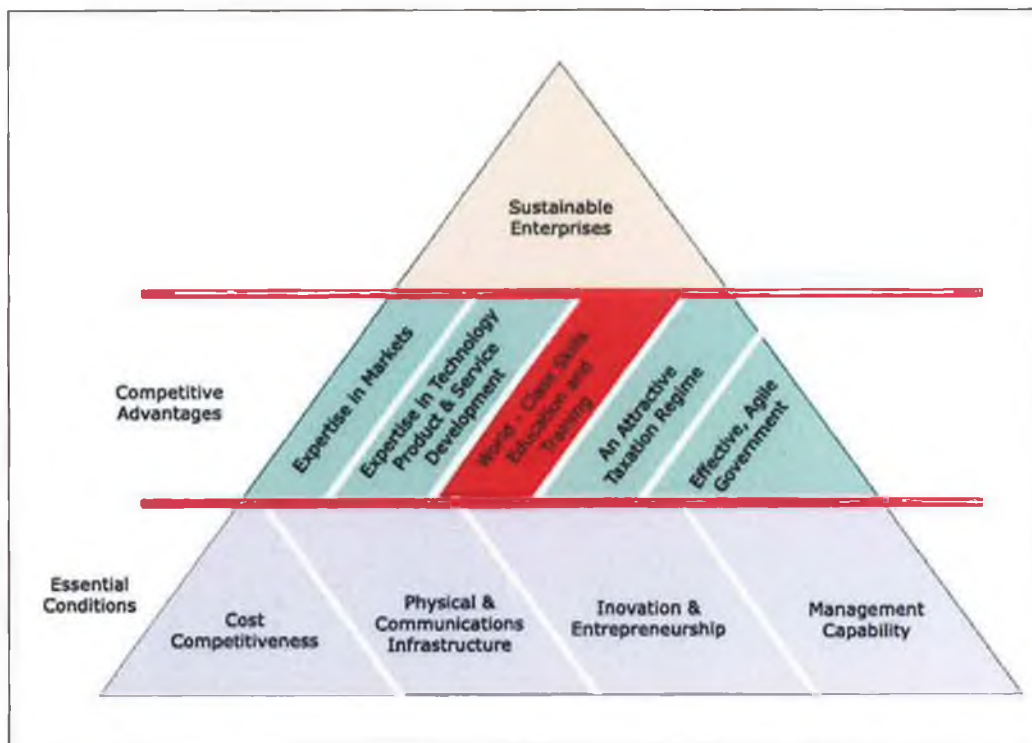 Sustainable
Enterprises
Competitive
Advantages
Expertise in Markets
Expertise in Technology
Product & Service
Development
World - Class Skills
Education and
Training
An Attractive
Taxation Regime
Effective, Agile
Government
Essential
Conditions
Cost
Competitiveness
Physical &
Communications
Infrastructure
Inovation &
Entrepreneurship
Management
Capability